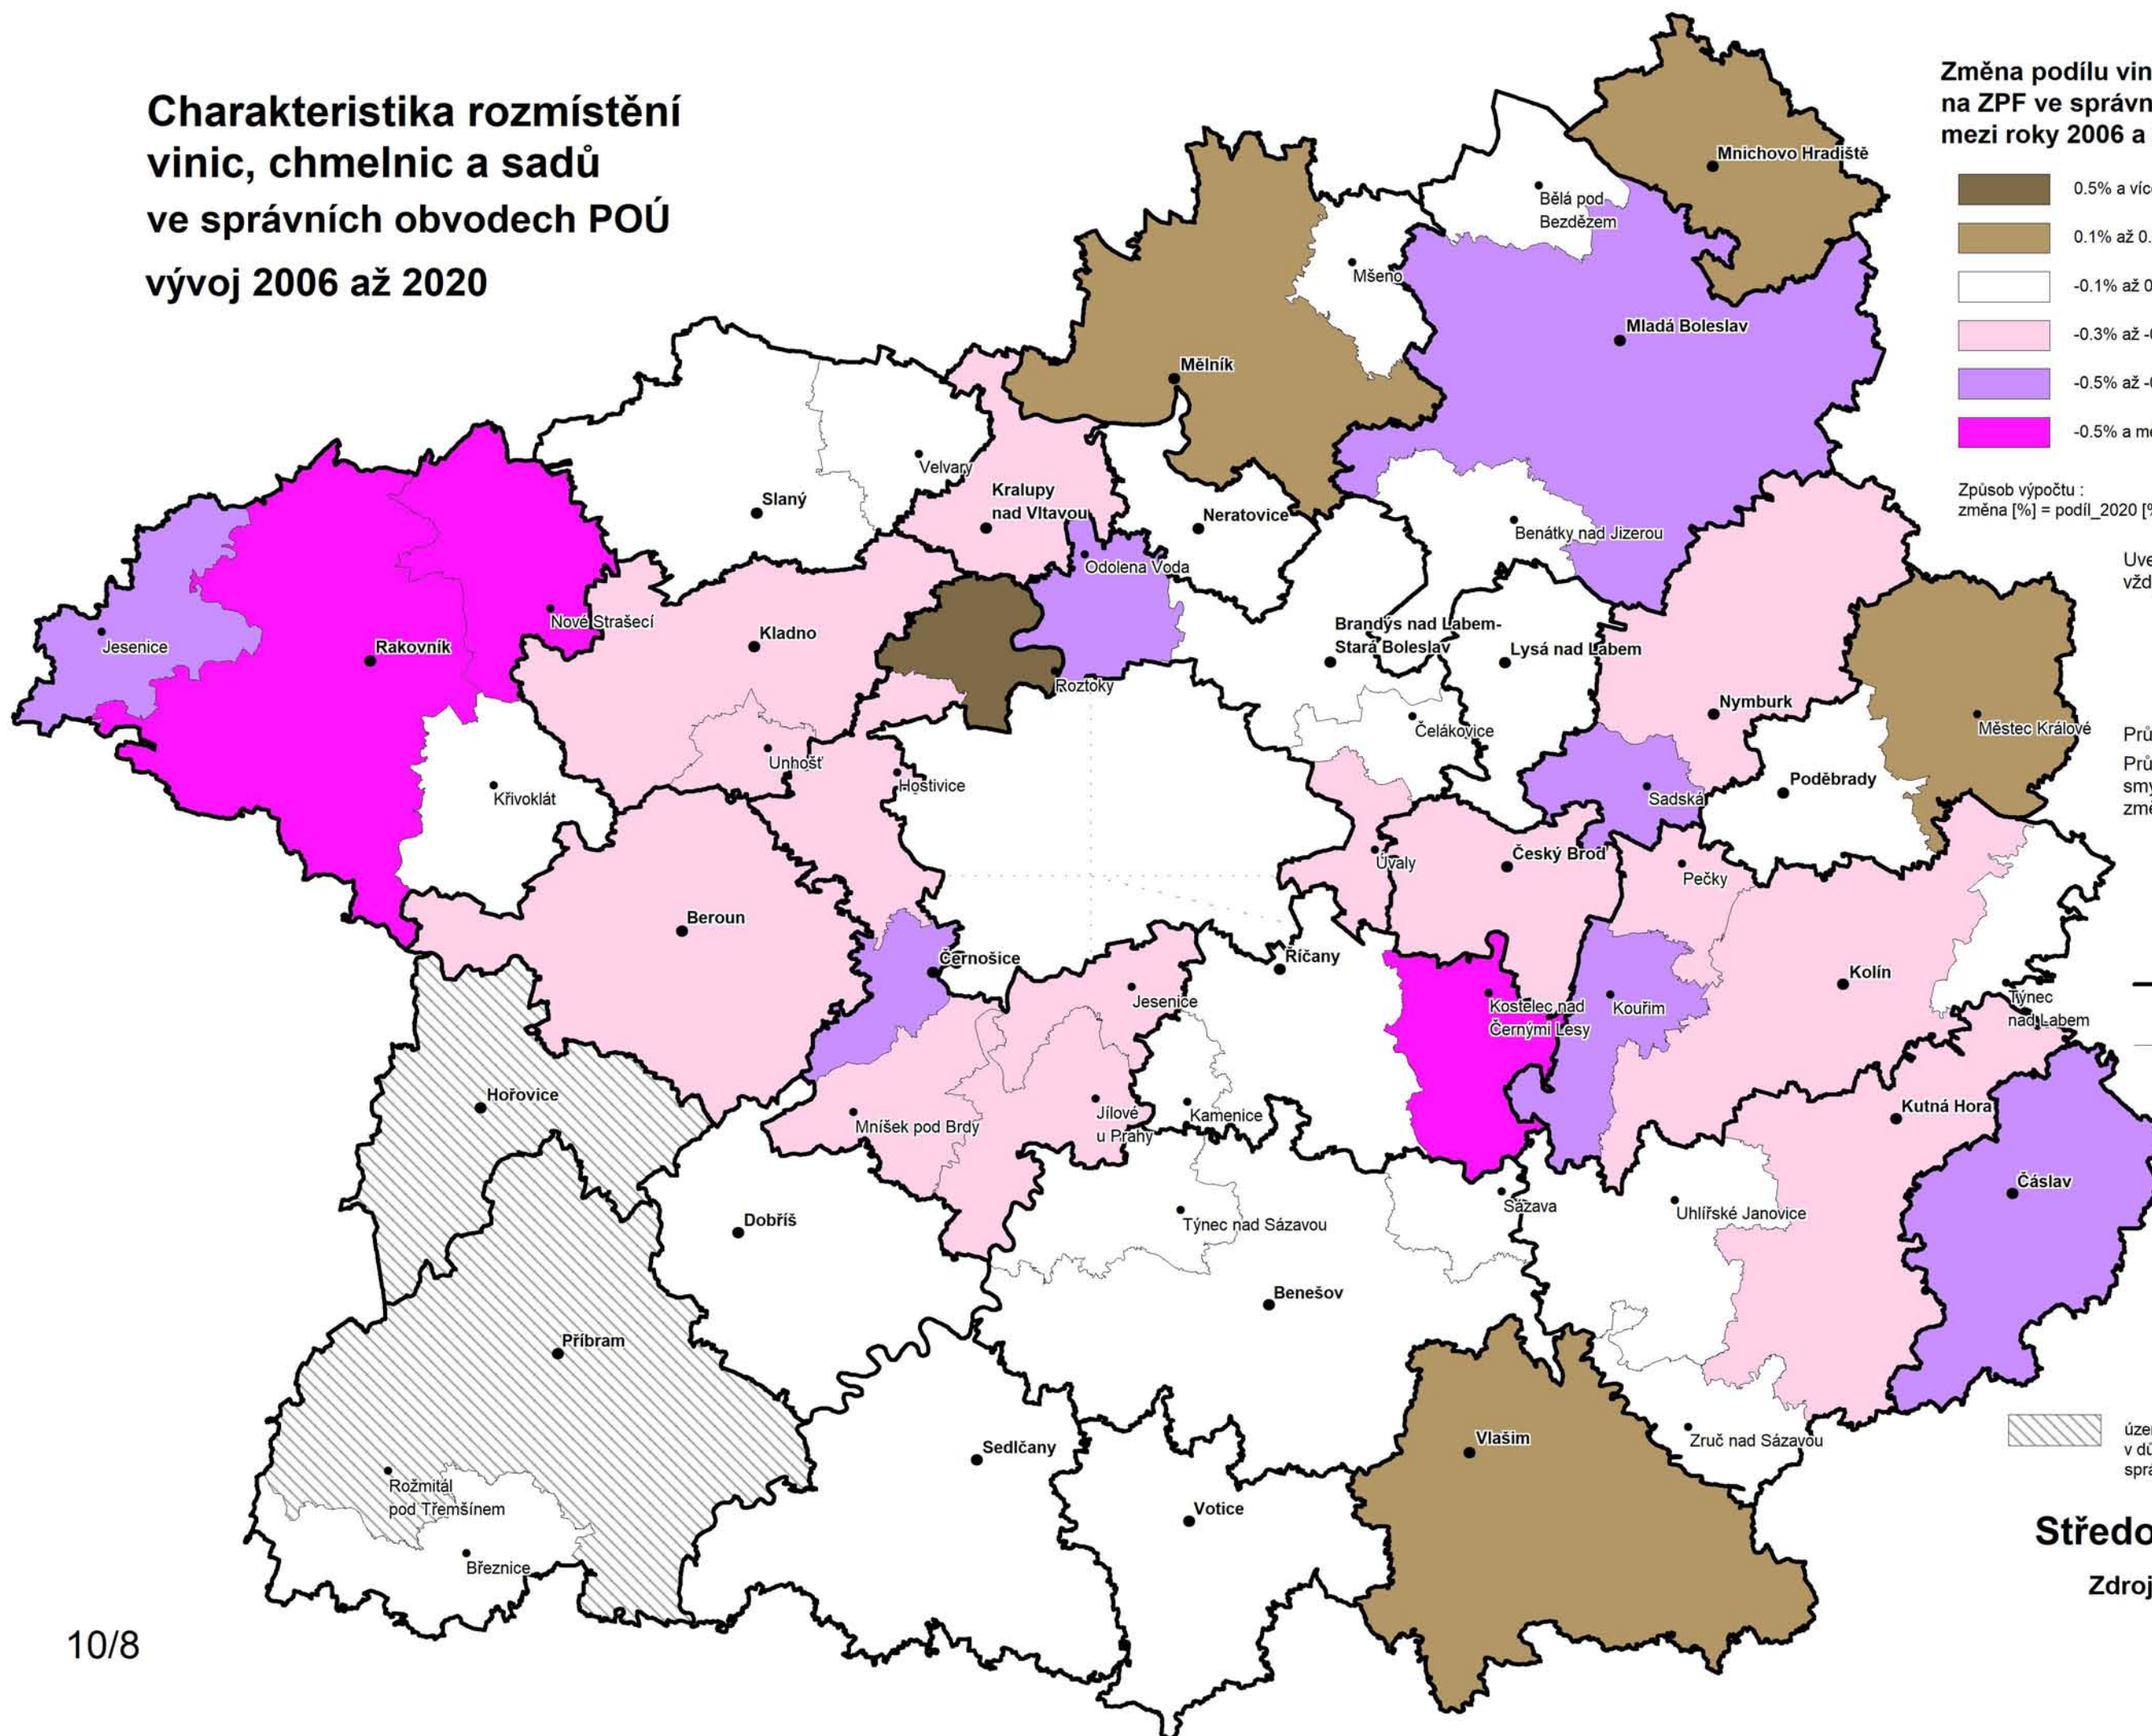 Charakteristika rozmístění
vinic, chmelnic a sadů
ve správních obvodech POÚ
vývoj 2006 až 2020
Změna podílu vin
na ZPF ve správn
mezi roky 2006 a
0.5% a víc
0.1% až 0.
-0.1% až 0
-0.3% až -
-0.5% až -
-0.5% a m
Způsob výpočtu :
změna [%] = podíl_2020 [%
Uve
vžd
Prů
Prů
smy
změ
územ
v dů
sprá
Středo
Zdroj
Mnichovo Hradiště
Bělá pod
Bezdězem
Mšeno
Mladá Boleslav
Mělník
Velvary
Slaný
Kralupy
nad Vltavou
Neratovice
Benátky nad Jizerou
Odolena Voda
Nové Strašecí
Jesenice
Rakovník
Kladno
Brandýs nad Labem-
Stará Boleslav
Lysá nad Labem
Roztoky
Nymburk
Městec Králové
Čelákovice
Unhošť
Hostivice
Křivoklát
Sadská
Poděbrady
Úvaly
Český Brod
Pečky
Beroun
Černošice
Říčany
Kolín
Jesenice
Kostelec nad
Černými Lesy
Kouřim
Týnec
nad Labem
Hořovice
Mníšek pod Brdy
Jílové
u Prahy
Kamenice
Kutná Hora
Čáslav
Sázava
Uhlířské Janovice
Dobříš
Týnec nad Sázavou
Benešov
Příbram
Sedlčany
Vlašim
Zruč nad Sázavou
Rožmitál
pod Třemšínem
Votice
Březnice
10/8